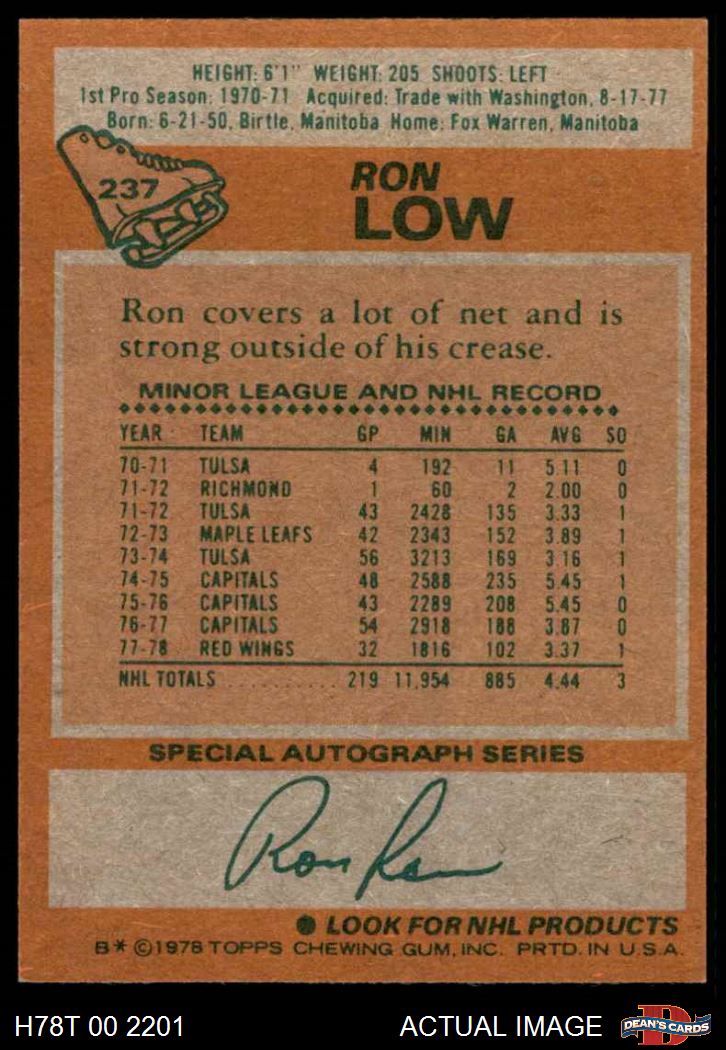 HEIGHT: 6'1" WEIGHT: 205 SHOOTS: LEFT
1st Pro Season: 1970-71 Acquired: Trade with Washington, 8-17-77
Born: 6-21-50, Birtle, Manitoba Home: Fox Warren, Manitoba
237
RON
LOW
Ron covers a lot of net and is
strong outside of his crease.
MINOR LEAGUE AND NHL RECORD
YEAR TEAM GP MIN GA AVG SO
70-71 TULSA 4 192 11 5.11 0
71-72 RICHMOND 1 60 2 2.00 0
71-72 TULSA 43 2428 135 3.33 1
72-73 MAPLE LEAFS 42 2343 152 3.89 1
73-74 TULSA 56 3213 169 3.16 1
74-75 CAPITALS 48 2588 235 5.45 1
75-76 CAPITALS 43 2289 208 5.45 0
76-77 CAPITALS 54 2918 188 3.87 0
77-78 RED WINGS 32 1816 102 3.37 1
NHL TOTALS ........... 219 11,954 885 4.44 3
SPECIAL AUTOGRAPH SERIES
Ron Low
● LOOK FOR NHL PRODUCTS
B* ©1978 TOPPS CHEWING GUM, INC. PRTD. IN U.S.A.
H78T 00 2201 ACTUAL IMAGE D DEAN'S CARDS